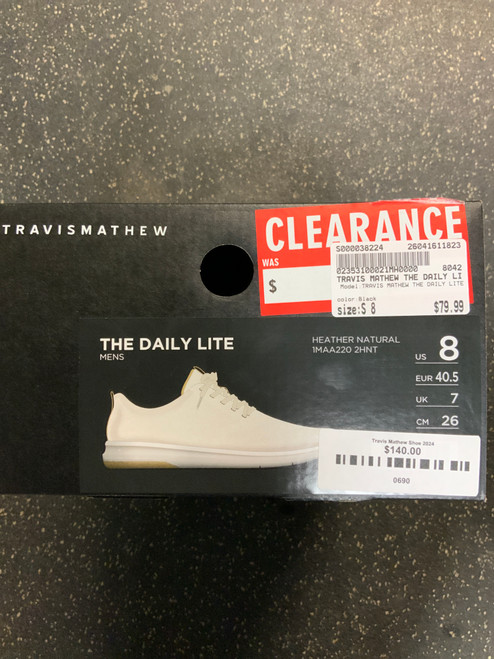 TRAVISMATHEW
CLEARANCE
WAS
$
S000038224 26041611823
02353100021MH0000 8042
TRAVIS MATHEW THE DAILY LI
Model TRAVIS MATHEW THE DAILY LITE
color Black
size:S 8 $79.99
THE DAILY LITE
MENS
HEATHER NATURAL
1MAA220 2HNT
US 8
EUR 40.5
UK 7
CM 26
Travis Mathew Shoe 2024
$140.00
0690